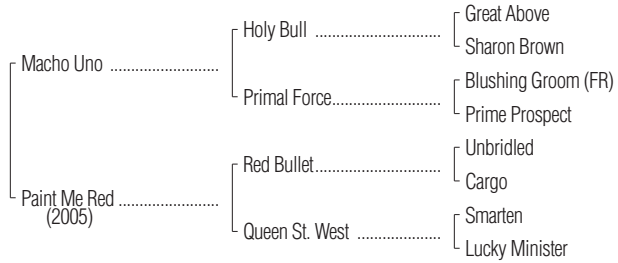 Great Above
Holy Bull ......................
Sharon Brown
Macho Uno ...................
Blushing Groom (FR)
Primal Force...................
Prime Prospect
Unbridled
Red Bullet......................
Cargo
Paint Me Red .................
(2005)
Smarten
Queen St. West ..............
Lucky Minister